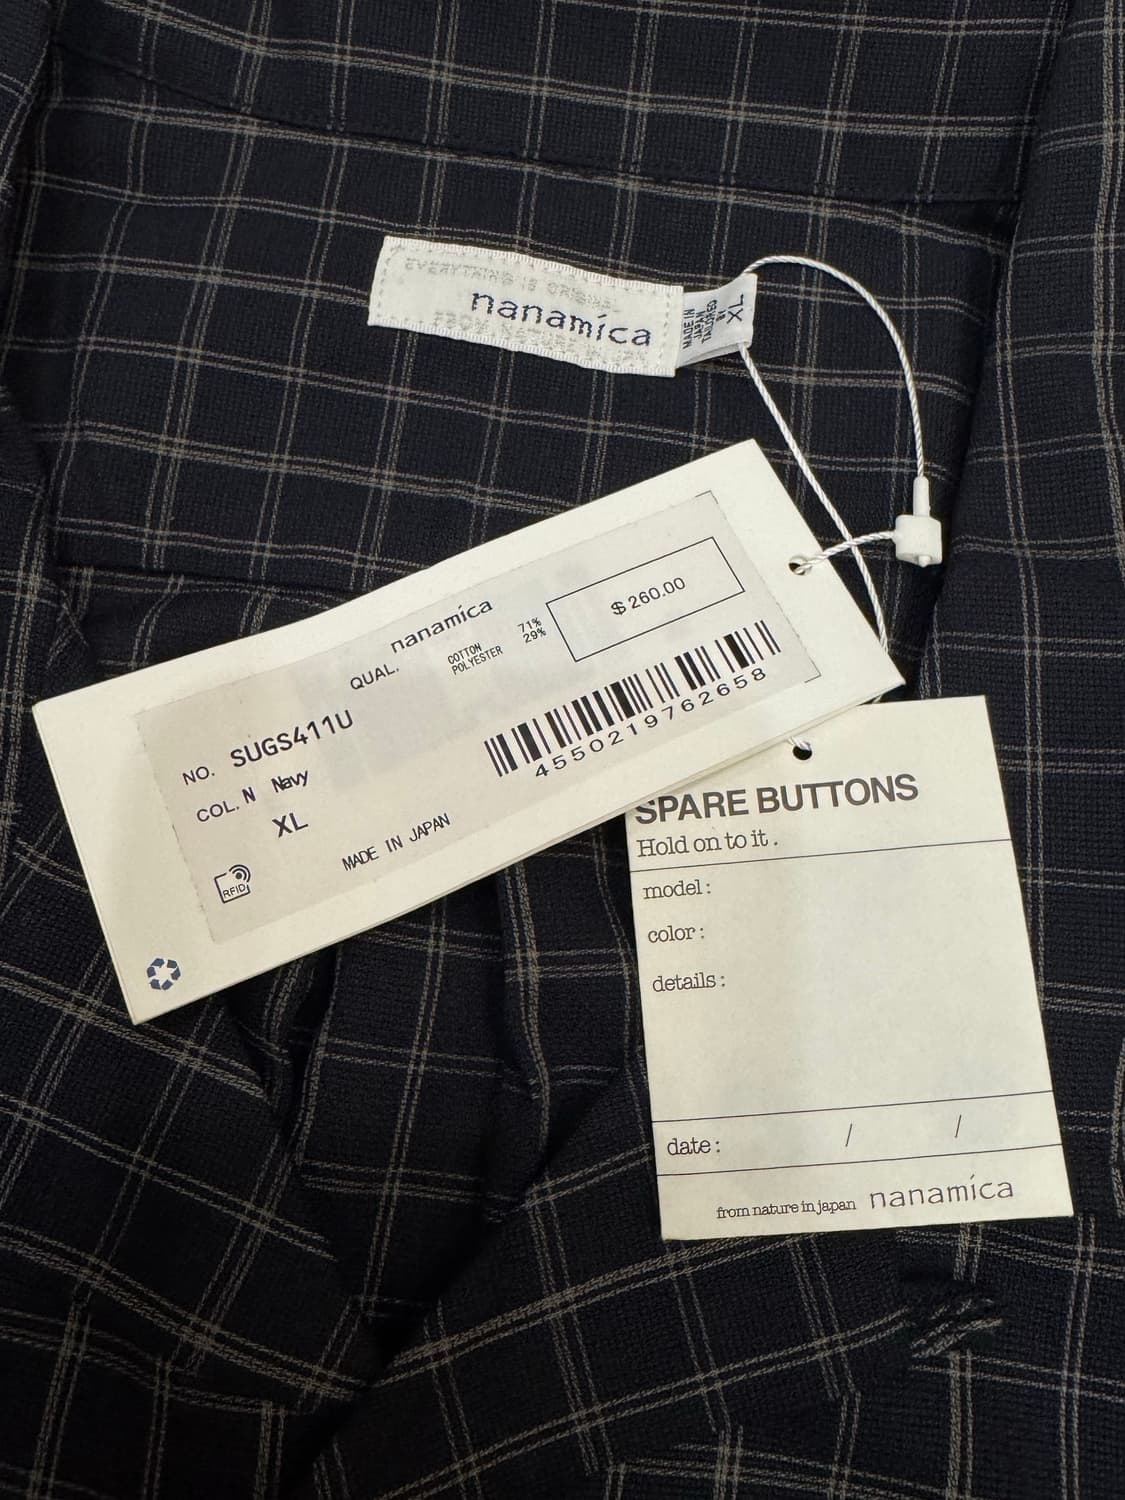 EVERYTHING IS ORIGINAL
nanamica
MADE IN
JAPAN
TAILORED
BY
XL
nanamica
QUAL.
COTTON 71%
POLYESTER 29%
$ 260.00
NO. SUGS411U
COL. N Navy
XL
4550219762658
MADE IN JAPAN
RFID
SPARE BUTTONS
Hold on to it.
model:
color:
details:
date: / /
from nature in japan nanamica